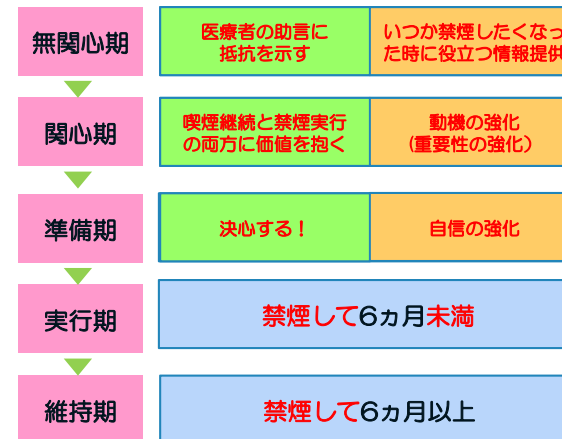 無関心期
医療者の助言に
抵抗を示す
いつか禁煙したくなっ
た時に役立つ情報提供
関心期
喫煙継続と禁煙実行
の両方に価値を抱く
動機の強化
(重要性の強化)
準備期
決心する！
自信の強化
実行期
禁煙して6ヵ月未満
維持期
禁煙して6ヵ月以上